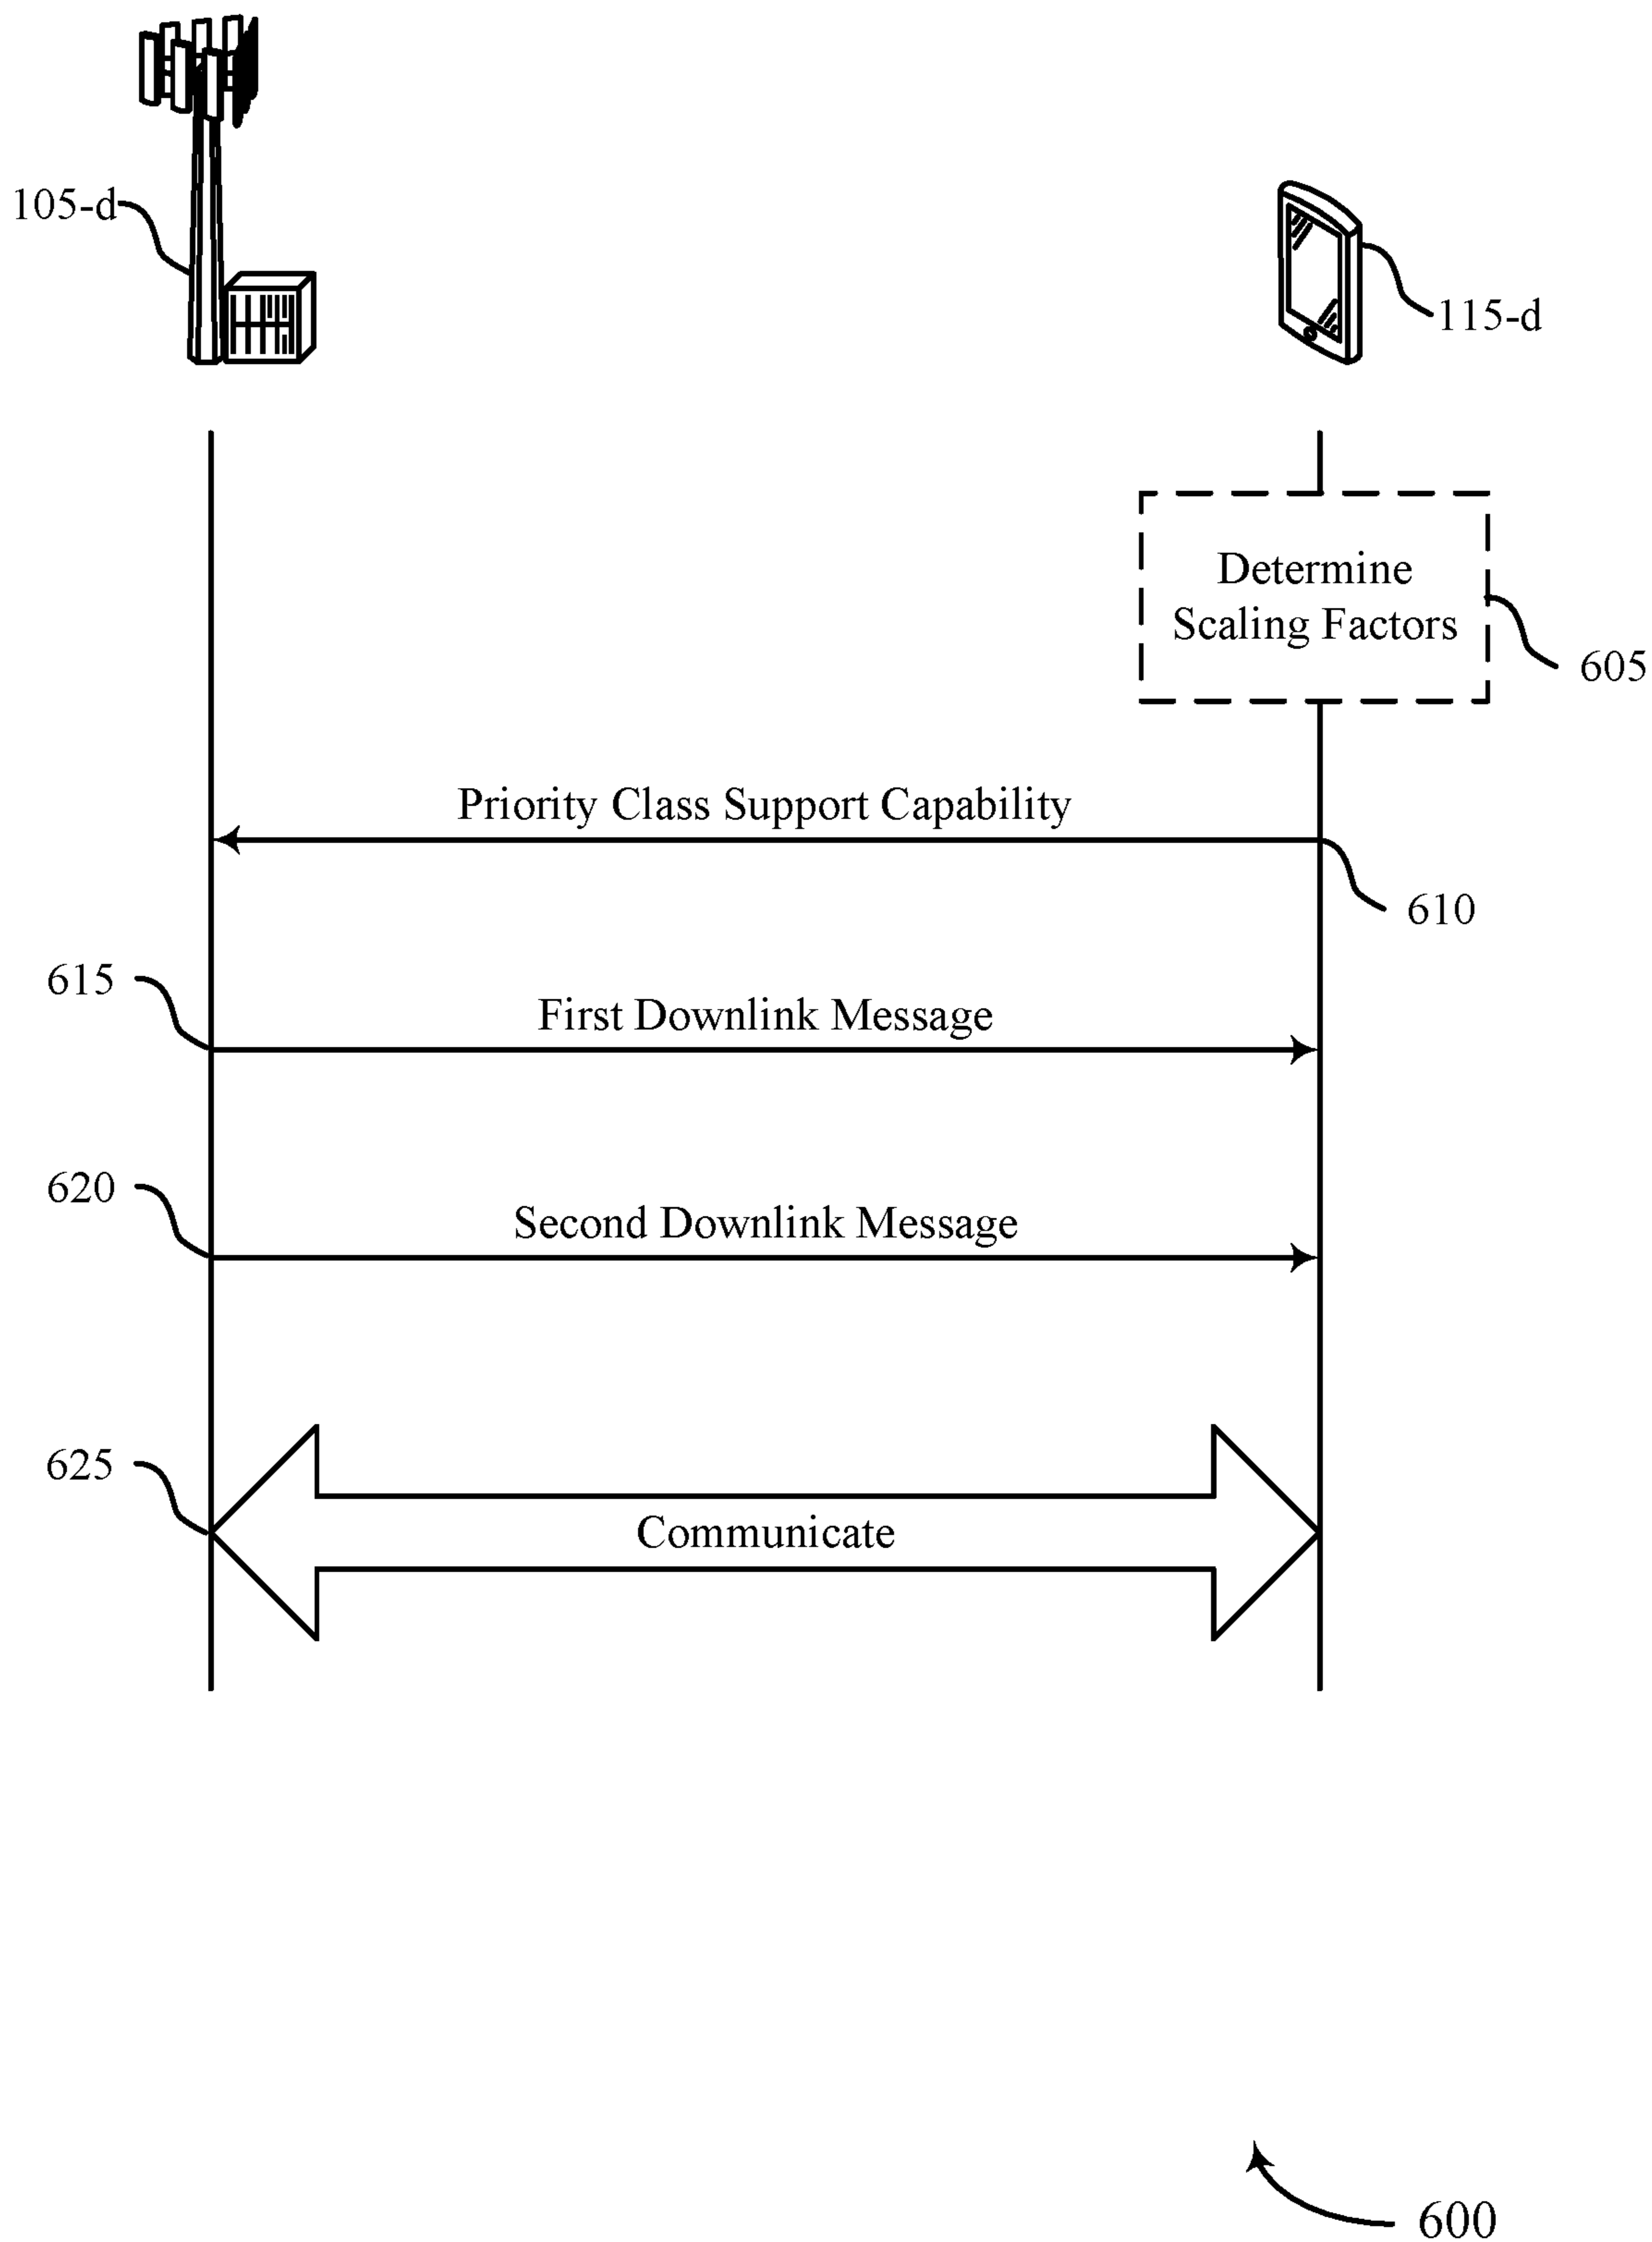 105-d
115-d
Determine
Scaling Factors
605
Priority Class Support Capability
610
615
First Downlink Message
620
Second Downlink Message
625
Communicate
600